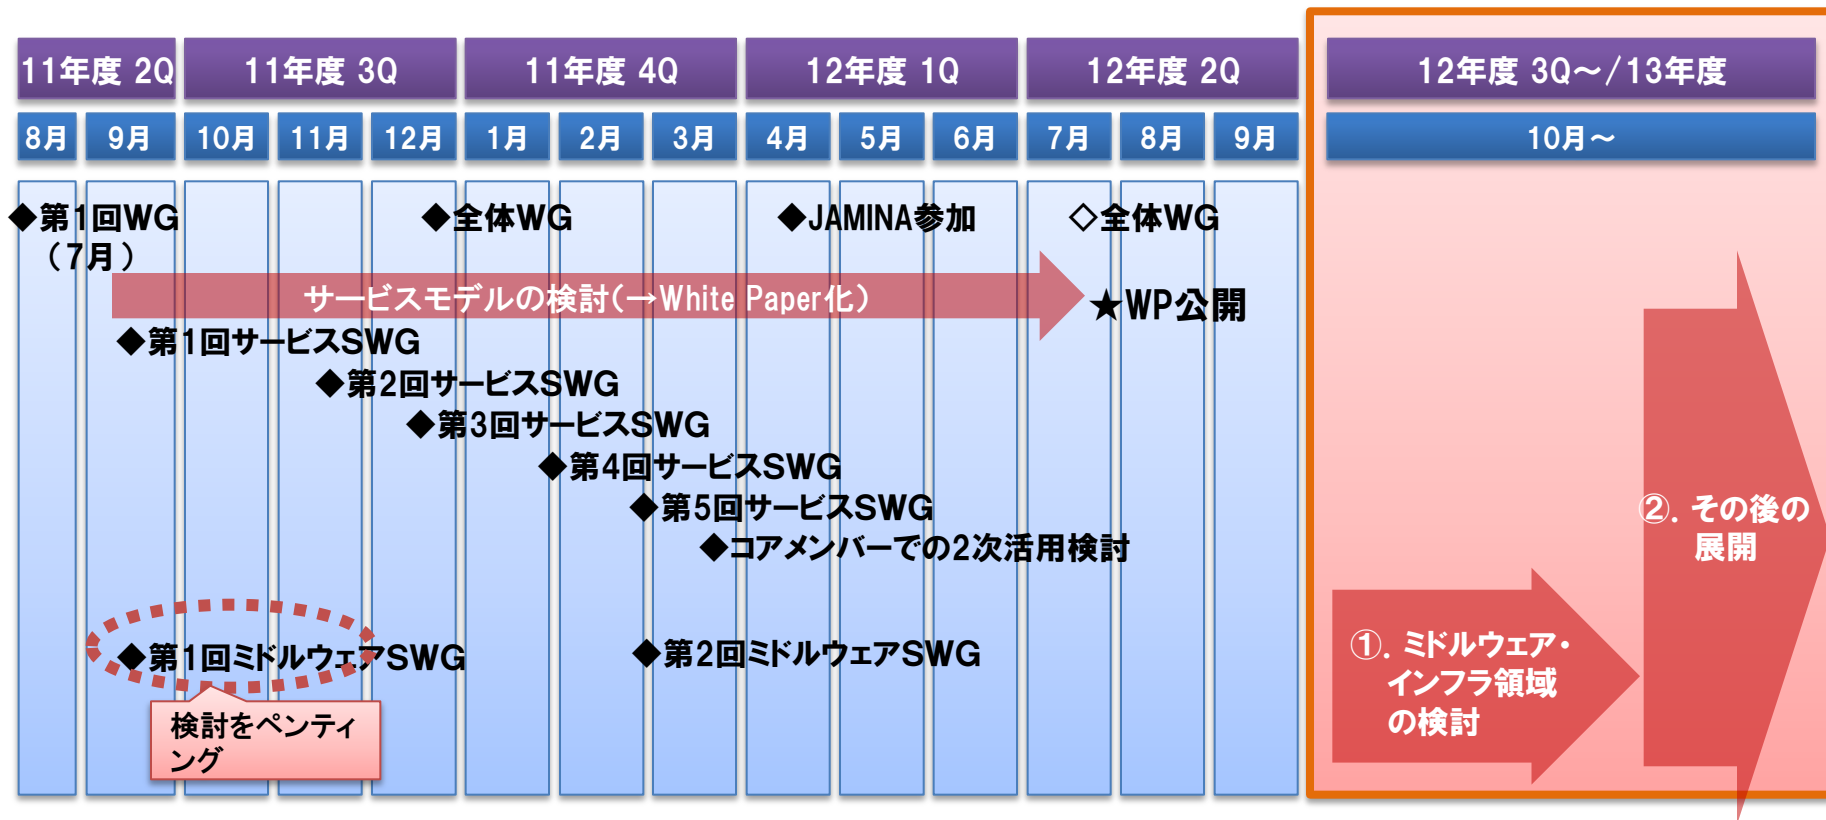 11年度 2Q
11年度 3Q
11年度 4Q
12年度 1Q
12年度 2Q
12年度 3Q～/13年度
8月
9月
10月
11月
12月
1月
2月
3月
4月
5月
6月
7月
8月
9月
10月～
◆第1回WG
（7月）
◆全体WG
◆JAMINA参加
◇全体WG
サービスモデルの検討(→White Paper化)
★WP公開
◆第1回サービスSWG
◆第2回サービスSWG
◆第3回サービスSWG
◆第4回サービスSWG
◆第5回サービスSWG
◆コアメンバーでの2次活用検討
◆第1回ミドルウェアSWG
◆第2回ミドルウェアSWG
検討をペンティ
ング
①. ミドルウェア・
インフラ領域
の検討
②. その後の
展開